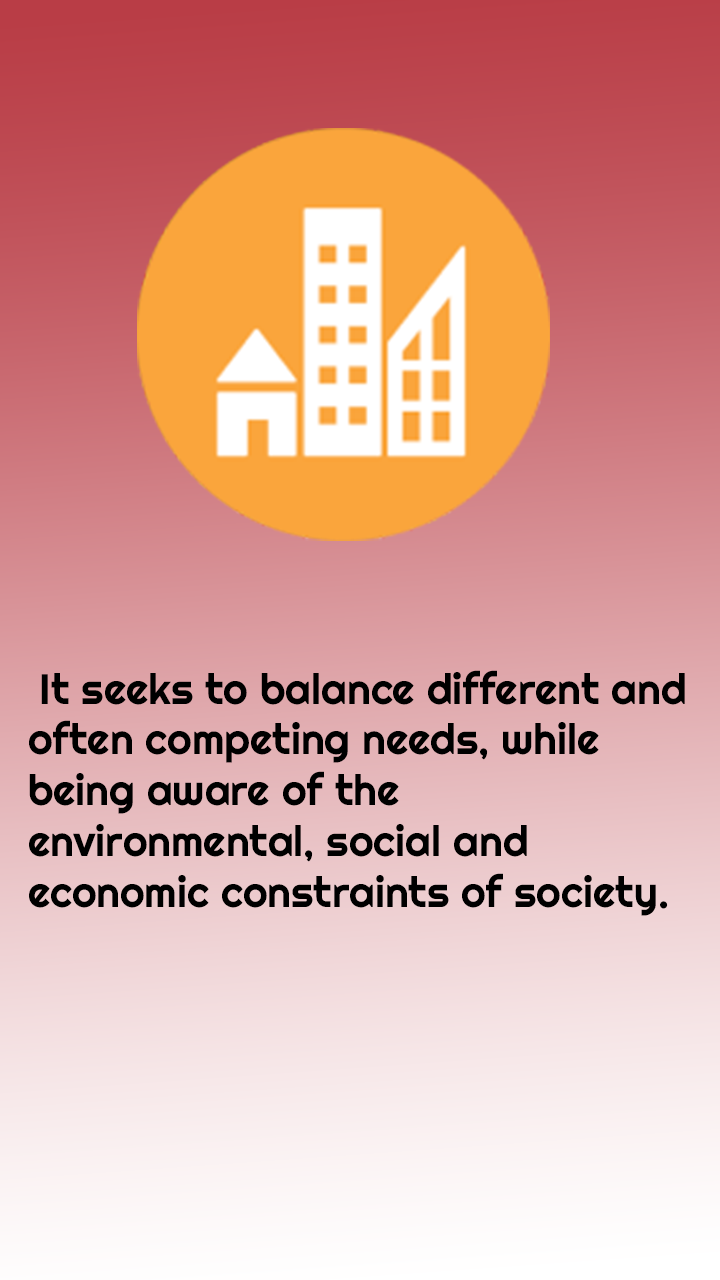 It seeks to balance different and
often competing needs, while
being aware of the
environmental, social and
economic constraints of society.